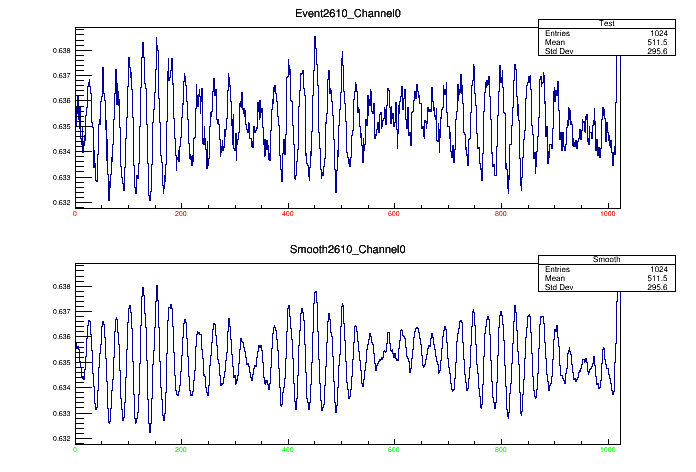 Event2610_Channel0
Test
Entries 1024
Mean 511.5
Std Dev 295.6
0.638
0.637
0.636
0.635
0.634
0.633
0.632
0 200 400 600 800 1000
Smooth2610_Channel0
Smooth
Entries 1024
Mean 511.5
Std Dev 295.6
0.638
0.637
0.636
0.635
0.634
0.633
0.632
0 200 400 600 800 1000